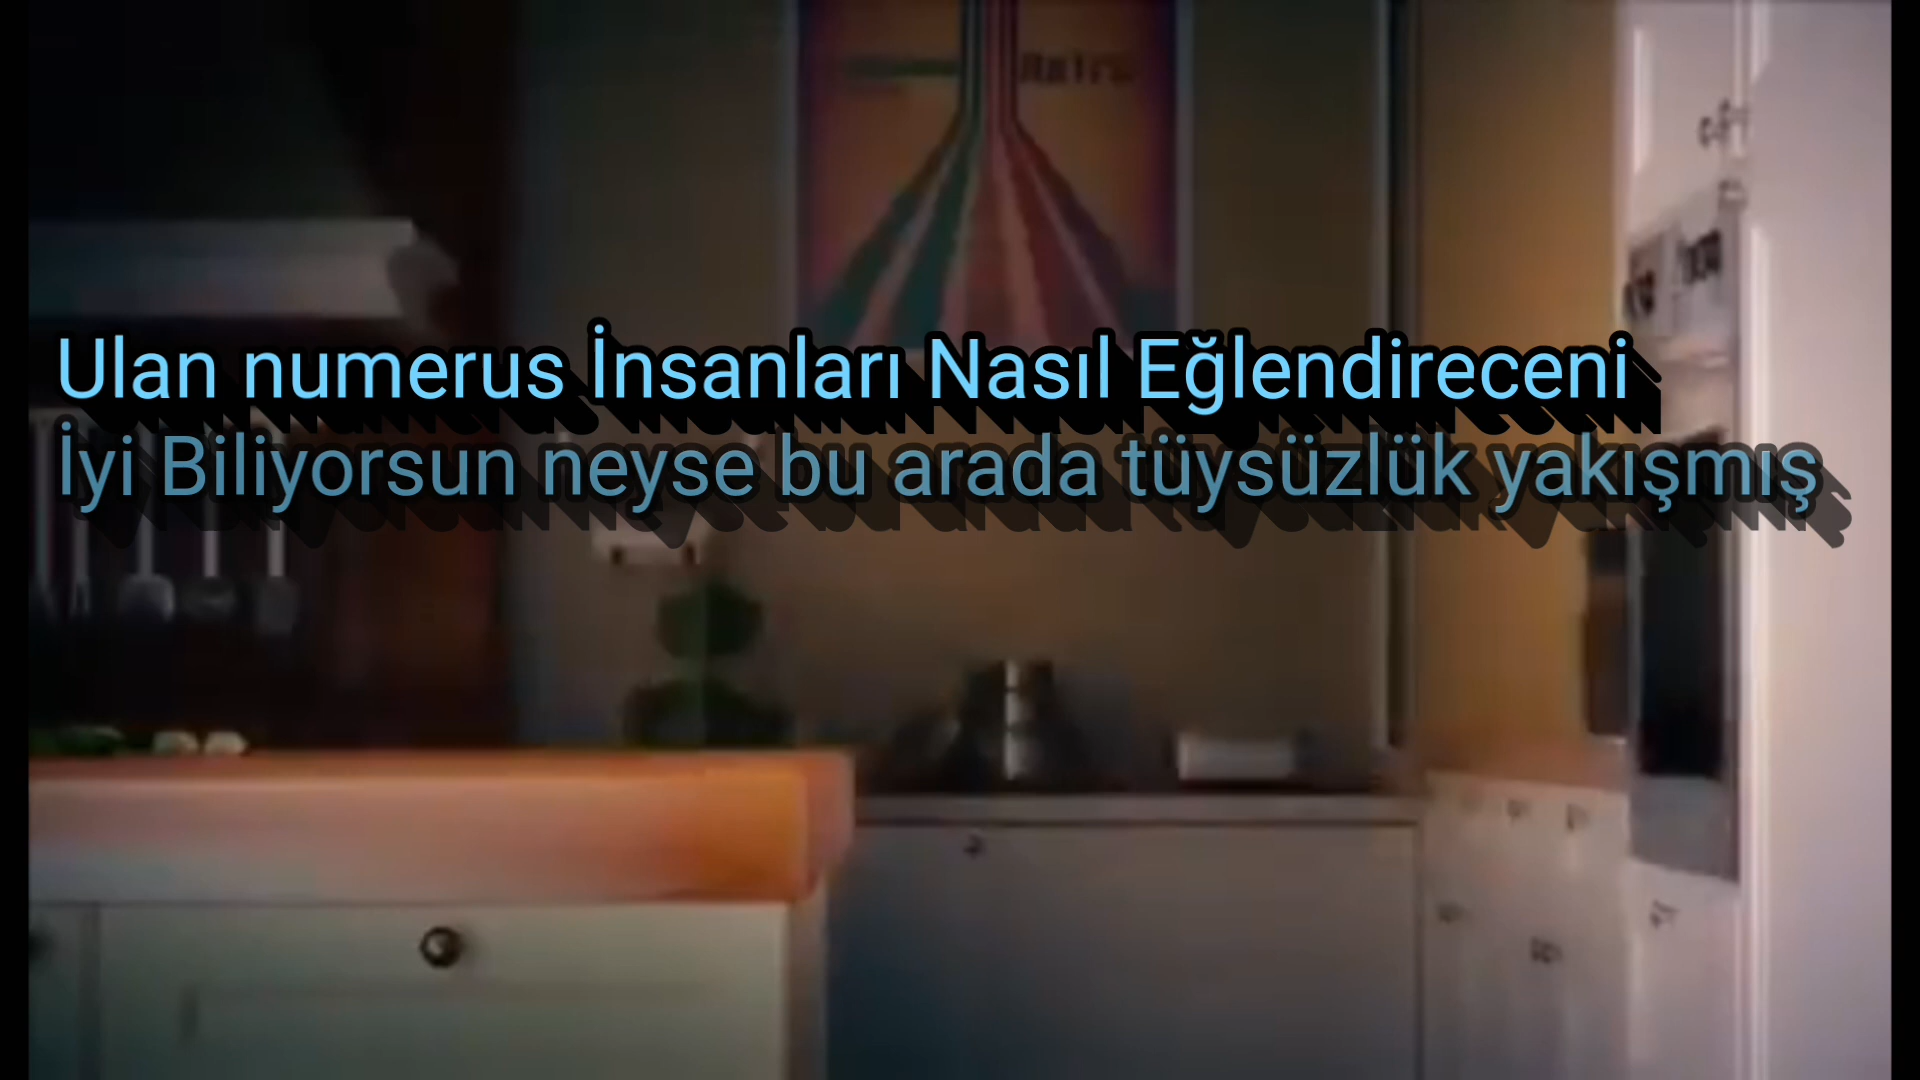 Ulan numerus İnsanları Nasıl Eğlendireceni
İyi Biliyorsun neyse bu arada tüysüzlük yakışmış